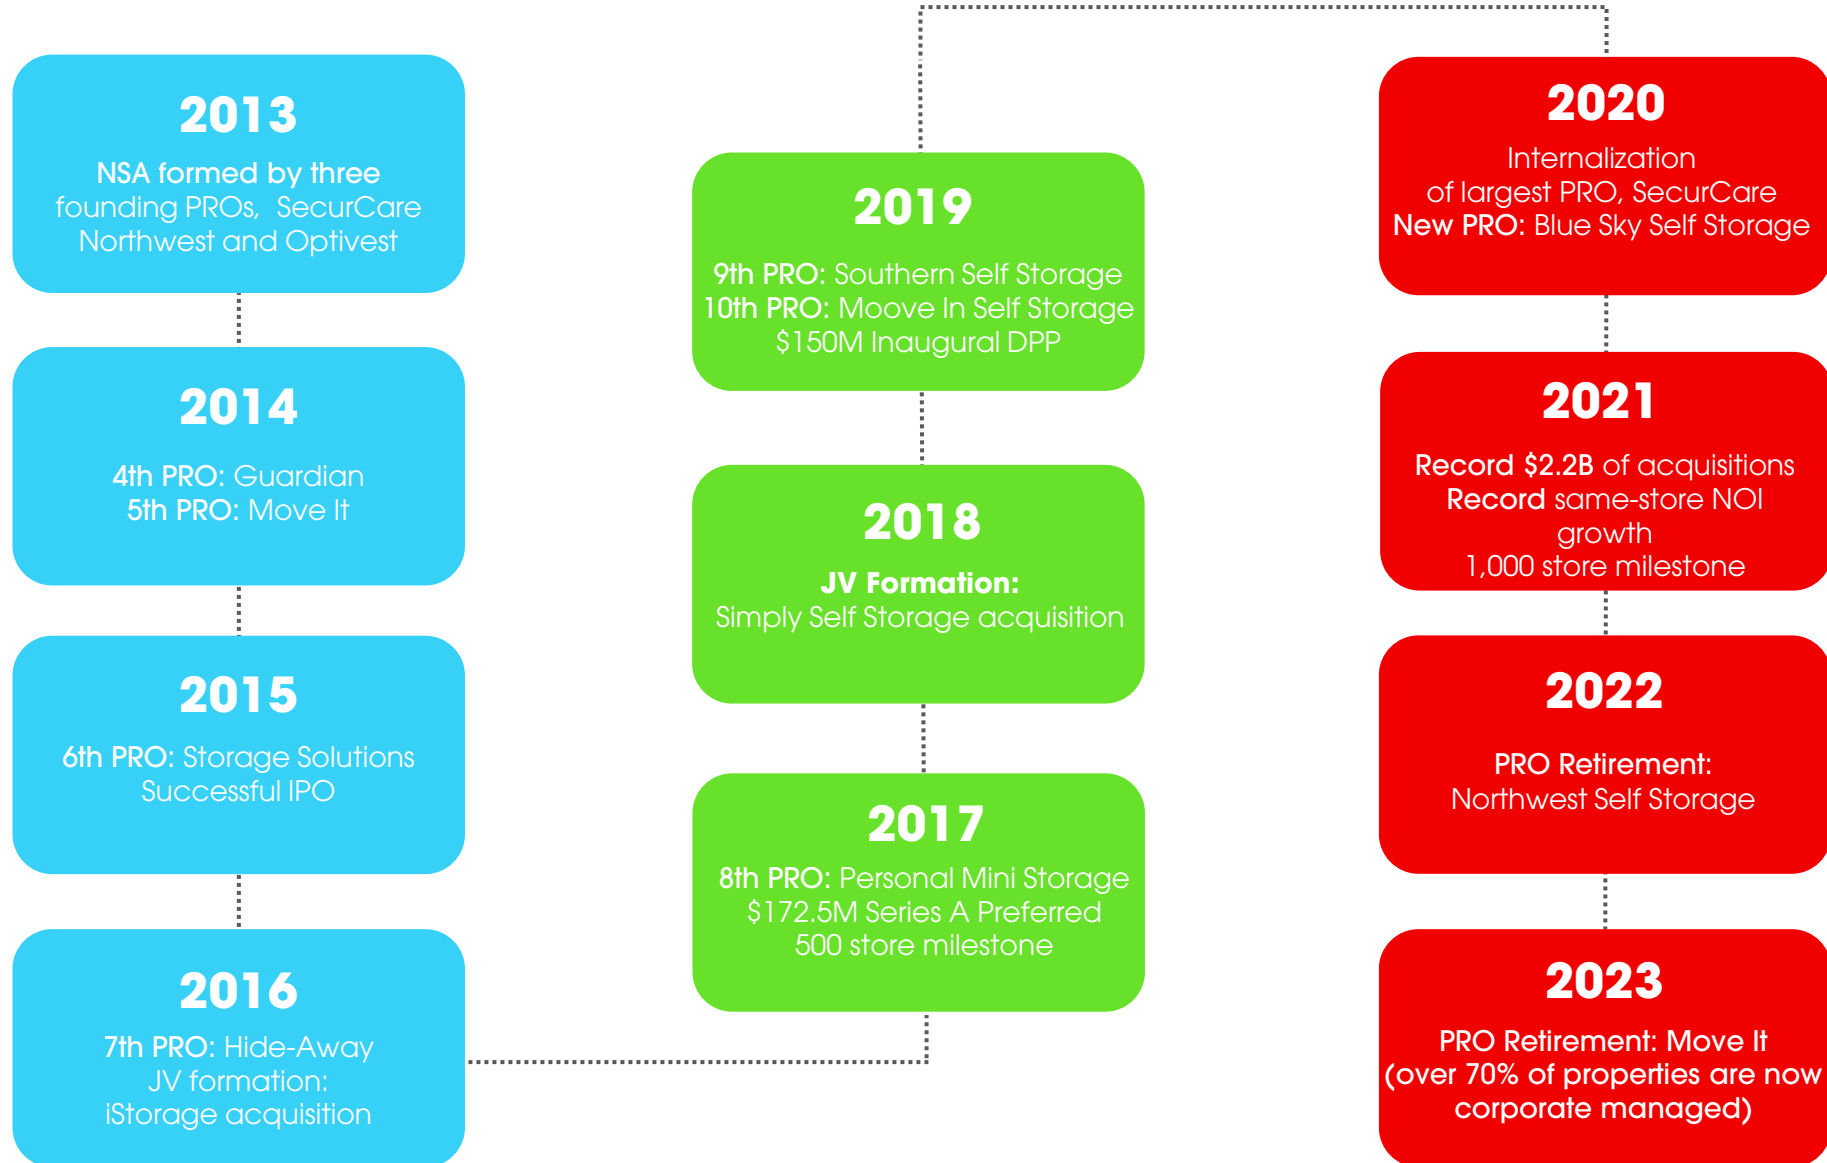 2013
NSA formed by three
founding PROs, SecurCare
Northwest and Optivest
2014
4th PRO: Guardian
5th PRO: Move It
2015
6th PRO: Storage Solutions
Successful IPO
2016
7th PRO: Hide-Away
JV formation:
iStorage acquisition
2017
8th PRO: Personal Mini Storage
$172.5M Series A Preferred
500 store milestone
2018
JV Formation:
Simply Self Storage acquisition
2019
9th PRO: Southern Self Storage
10th PRO: Moove In Self Storage
$150M Inaugural DPP
2020
Internalization
of largest PRO, SecurCare
New PRO: Blue Sky Self Storage
2021
Record $2.2B of acquisitions
Record same-store NOI
growth
1,000 store milestone
2022
PRO Retirement:
Northwest Self Storage
2023
PRO Retirement: Move It
(over 70% of properties are now
corporate managed)